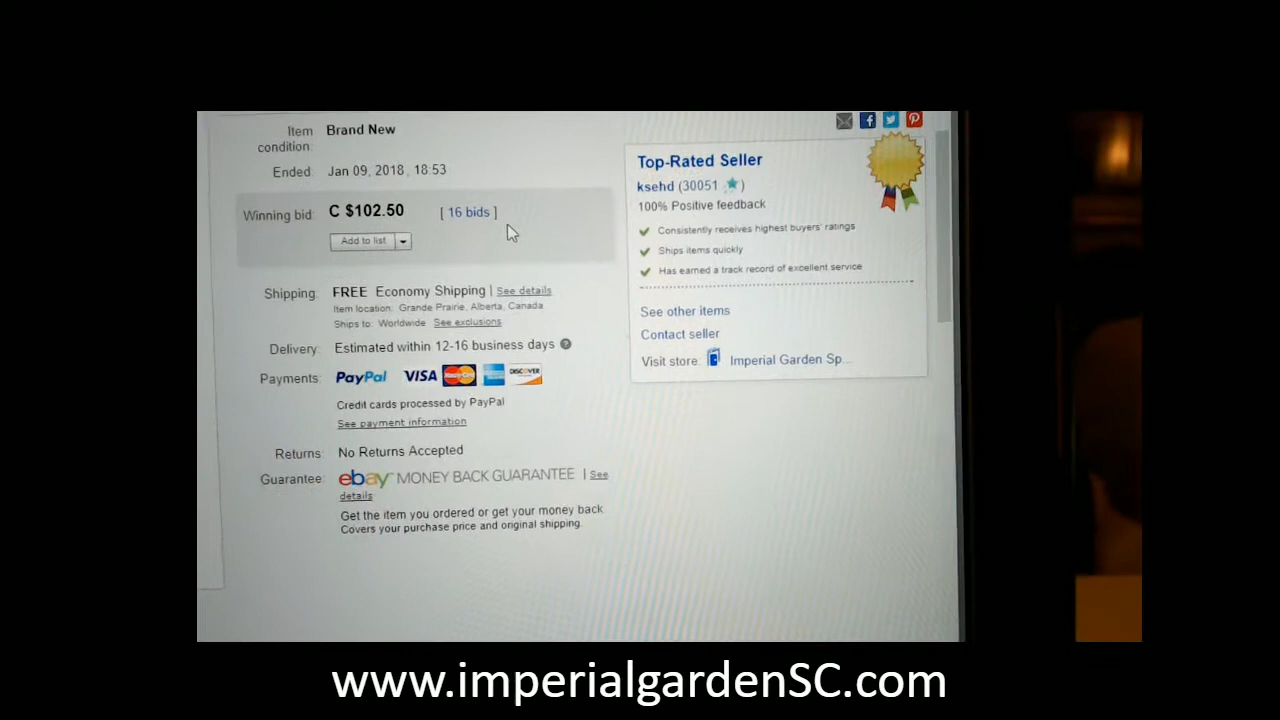 Item condition: Brand New
Ended: Jan 09, 2018, 18:53
Winning bid: C $102.50 [ 16 bids ]
Add to list
Shipping: FREE Economy Shipping | See details
Item location: Grande Prairie, Alberta, Canada
Ships to: Worldwide See exclusions
Delivery: Estimated within 12-16 business days ?
Payments: PayPal VISA MasterCard DISCOVER
Credit cards processed by PayPal
See payment information
Returns: No Returns Accepted
Guarantee: ebay MONEY BACK GUARANTEE | See
details
Get the item you ordered or get your money back
Covers your purchase price and original shipping.
Top-Rated Seller
ksehd (30051 )
100% Positive feedback
Consistently receives highest buyers' ratings
Ships items quickly
Has earned a track record of excellent service
See other items
Contact seller
Visit store: Imperial Garden Sp...
www.imperialgardenSC.com